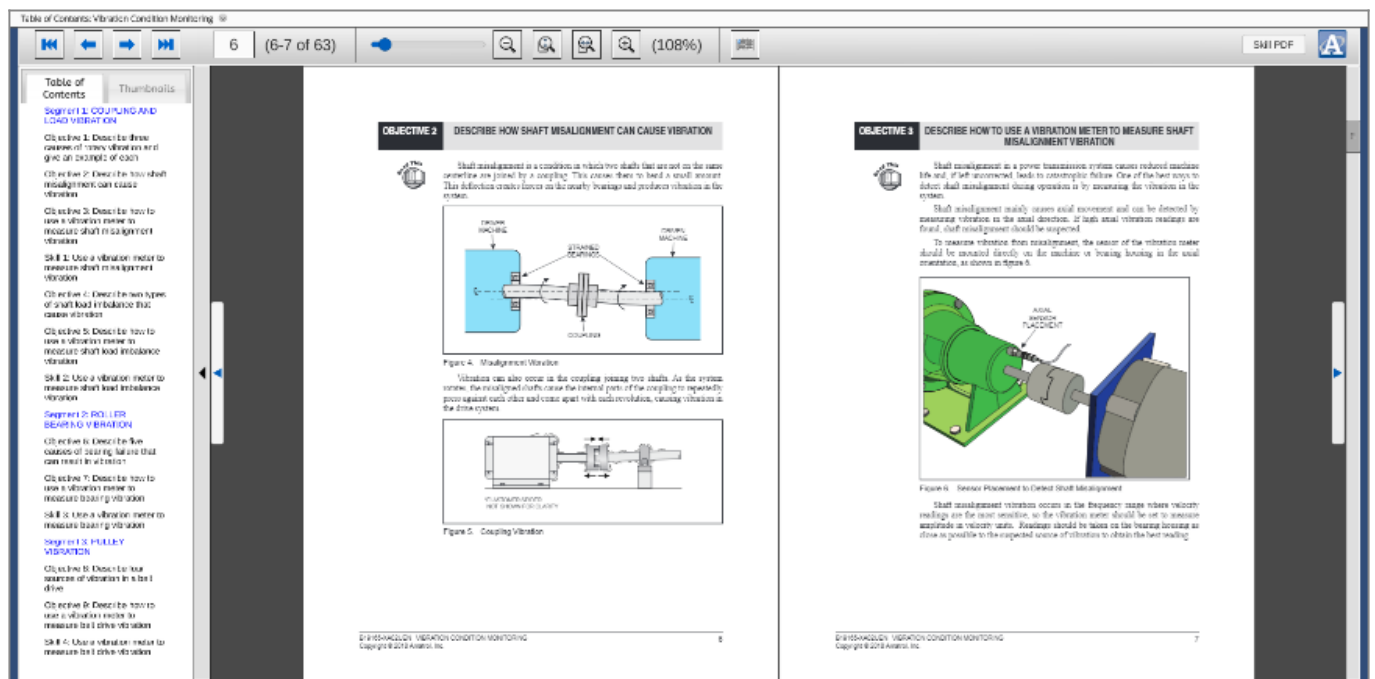 Table of Contents: Vibration Condition Monitoring
6 (6-7 of 63) (108%) Skill PDF A
Table of
Contents
Thumbnails
Segment 1: COUPLING AND
LOAD VIBRATION
Objective 1: Describe three
causes of rotary vibration and
give an example of each
Objective 2: Describe how shaft
misalignment can cause
vibration
Objective 3: Describe how to
use a vibration meter to
measure shaft misalignment
vibration
Skill 1: Use a vibration meter to
measure shaft misalignment
vibration
Objective 4: Describe two types
of shaft load imbalance that
cause vibration
Objective 5: Describe how to
use a vibration meter to
measure shaft load imbalance
vibration
Skill 2: Use a vibration meter to
measure shaft load imbalance
vibration
Segment 2: ROLLER
BEARING VIBRATION
Objective 6: Describe five
causes of bearing failure that
can result in vibration
Objective 7: Describe how to
use a vibration meter to
measure bearing vibration
Skill 3: Use a vibration meter to
measure bearing vibration
Segment 3: PULLEY
VIBRATION
Objective 8: Describe four
sources of vibration in a belt
drive
Objective 9: Describe how to
use a vibration meter to
measure belt drive vibration
Skill 4: Use a vibration meter to
measure belt drive vibration
OBJECTIVE 2 DESCRIBE HOW SHAFT MISALIGNMENT CAN CAUSE VIBRATION
Read This
Shaft misalignment is a condition in which two shafts that are not on the same
centerline are joined by a coupling. This causes them to bend a small amount.
This deflection creates forces on the nearby bearings and produces vibration in the
system.
DRIVER
MACHINE
STRAINED
BEARINGS
DRIVEN
MACHINE
COUPLING
Figure 4. Misalignment Vibration
Vibration can also occur in the coupling joining two shafts. As the system
rotates, the misaligned shafts cause the internal parts of the coupling to repeatedly
press against each other and come apart with each revolution, causing vibration in
the drive system.
NOT SHOWN FOR CLARITY
Figure 5. Coupling Vibration
VIBRATION CONDITION MONITORING
6
Copyright © 2018 Amatrol, Inc.
OBJECTIVE 3 DESCRIBE HOW TO USE A VIBRATION METER TO MEASURE SHAFT
MISALIGNMENT VIBRATION
Read This
Shaft misalignment in a power transmission system causes reduced machine
life and, if left uncorrected, leads to catastrophic failure. One of the best ways to
detect shaft misalignment during operation is by measuring the vibration in the
system.
Shaft misalignment mainly causes axial movement and can be detected by
measuring vibration in the axial direction. If high axial vibration readings are
found, shaft misalignment should be suspected.
To measure vibration from misalignment, the sensor of the vibration meter
should be mounted directly on the machine or bearing housing in the axial
orientation, as shown in figure 6.
AXIAL
SENSOR
PLACEMENT
Figure 6. Sensor Placement to Detect Shaft Misalignment
Shaft misalignment vibration occurs in the frequency range where velocity
readings are the most sensitive, so the vibration meter should be set to measure
amplitude in velocity units. Readings should be taken on the bearing housing as
close as possible to the suspected source of vibration to obtain the best reading.
VIBRATION CONDITION MONITORING
7
Copyright © 2018 Amatrol, Inc.